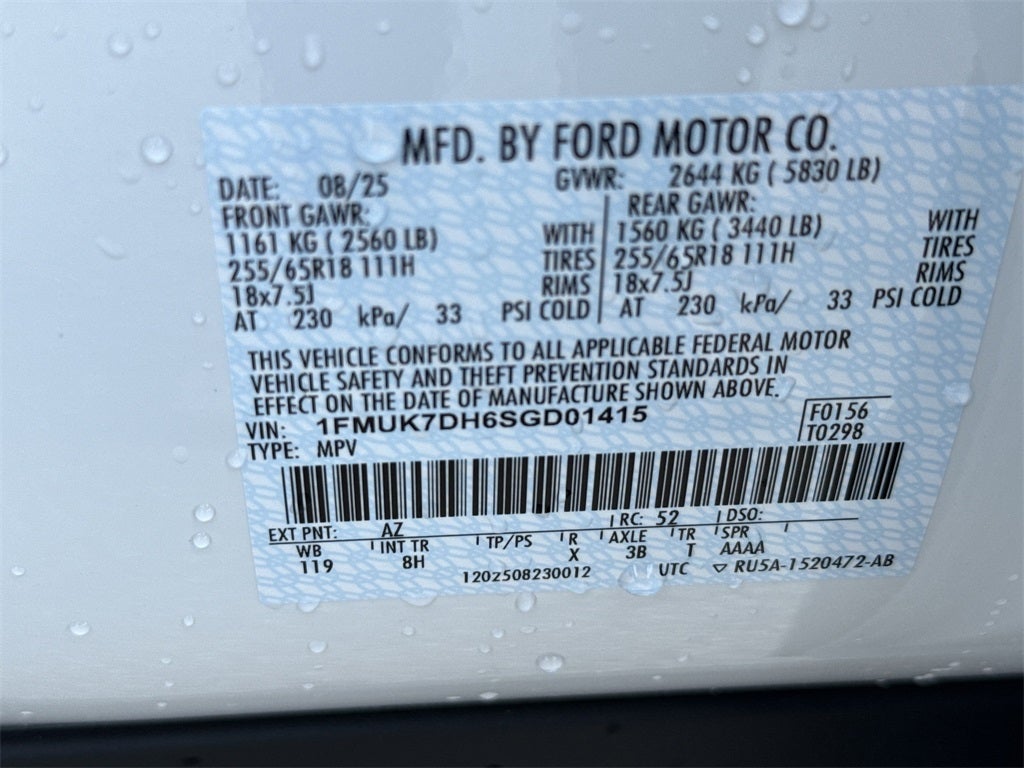 MFD. BY FORD MOTOR CO.
DATE: 08/25 GVWR: 2644 KG ( 5830 LB)
FRONT GAWR: REAR GAWR:
1161 KG ( 2560 LB) WITH 1560 KG ( 3440 LB) WITH
255/65R18 111H TIRES 255/65R18 111H TIRES
18x7.5J RIMS 18x7.5J RIMS
AT 230 kPa/ 33 PSI COLD AT 230 kPa/ 33 PSI COLD
THIS VEHICLE CONFORMS TO ALL APPLICABLE FEDERAL MOTOR
VEHICLE SAFETY AND THEFT PREVENTION STANDARDS IN
EFFECT ON THE DATE OF MANUFACTURE SHOWN ABOVE.
VIN: 1FMUK7DH6SGD01415 F0156
TYPE: MPV T0298
EXT PNT: AZ RC: 52 DSO:
WB INT TR TP/PS R AXLE TR SPR
119 8H X 3B T AAAA
120Z508230012 UTC ▽ RU5A-1520472-AB